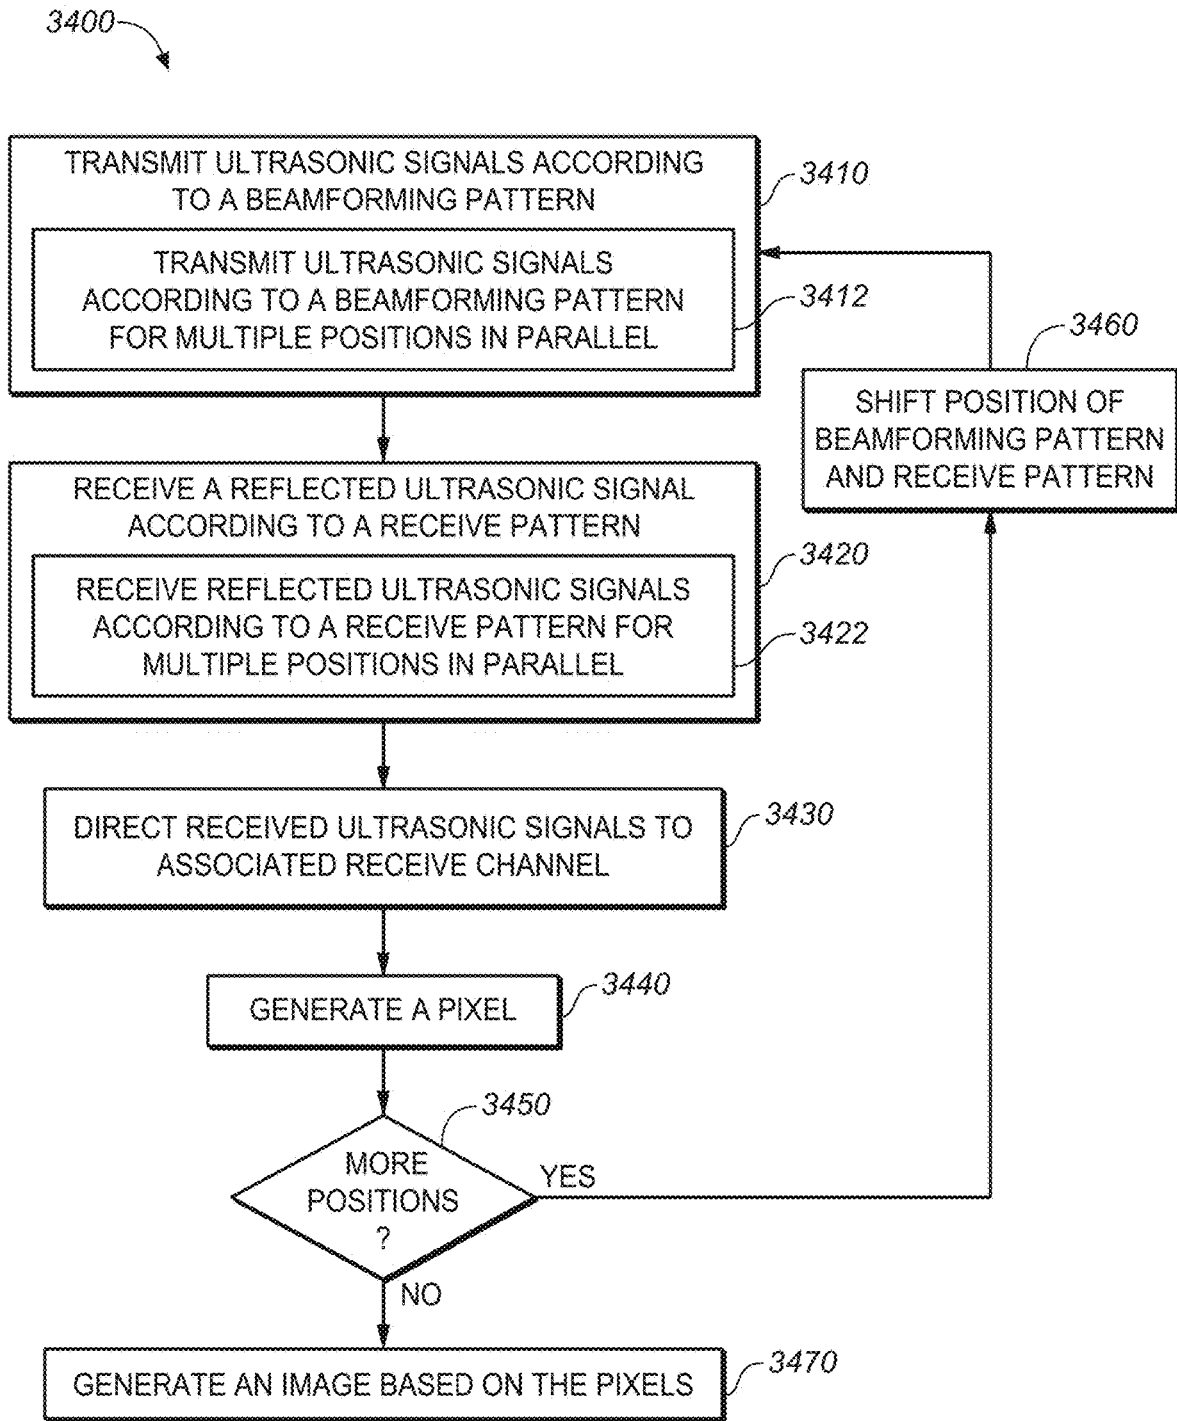 3400
TRANSMIT ULTRASONIC SIGNALS ACCORDING
TO A BEAMFORMING PATTERN
3410
TRANSMIT ULTRASONIC SIGNALS
ACCORDING TO A BEAMFORMING PATTERN
FOR MULTIPLE POSITIONS IN PARALLEL
3412
3460
SHIFT POSITION OF
BEAMFORMING PATTERN
AND RECEIVE PATTERN
RECEIVE A REFLECTED ULTRASONIC SIGNAL
ACCORDING TO A RECEIVE PATTERN
3420
RECEIVE REFLECTED ULTRASONIC SIGNALS
ACCORDING TO A RECEIVE PATTERN FOR
MULTIPLE POSITIONS IN PARALLEL
3422
DIRECT RECEIVED ULTRASONIC SIGNALS TO
ASSOCIATED RECEIVE CHANNEL
3430
GENERATE A PIXEL
3440
3450
MORE
POSITIONS
?
YES
NO
GENERATE AN IMAGE BASED ON THE PIXELS
3470